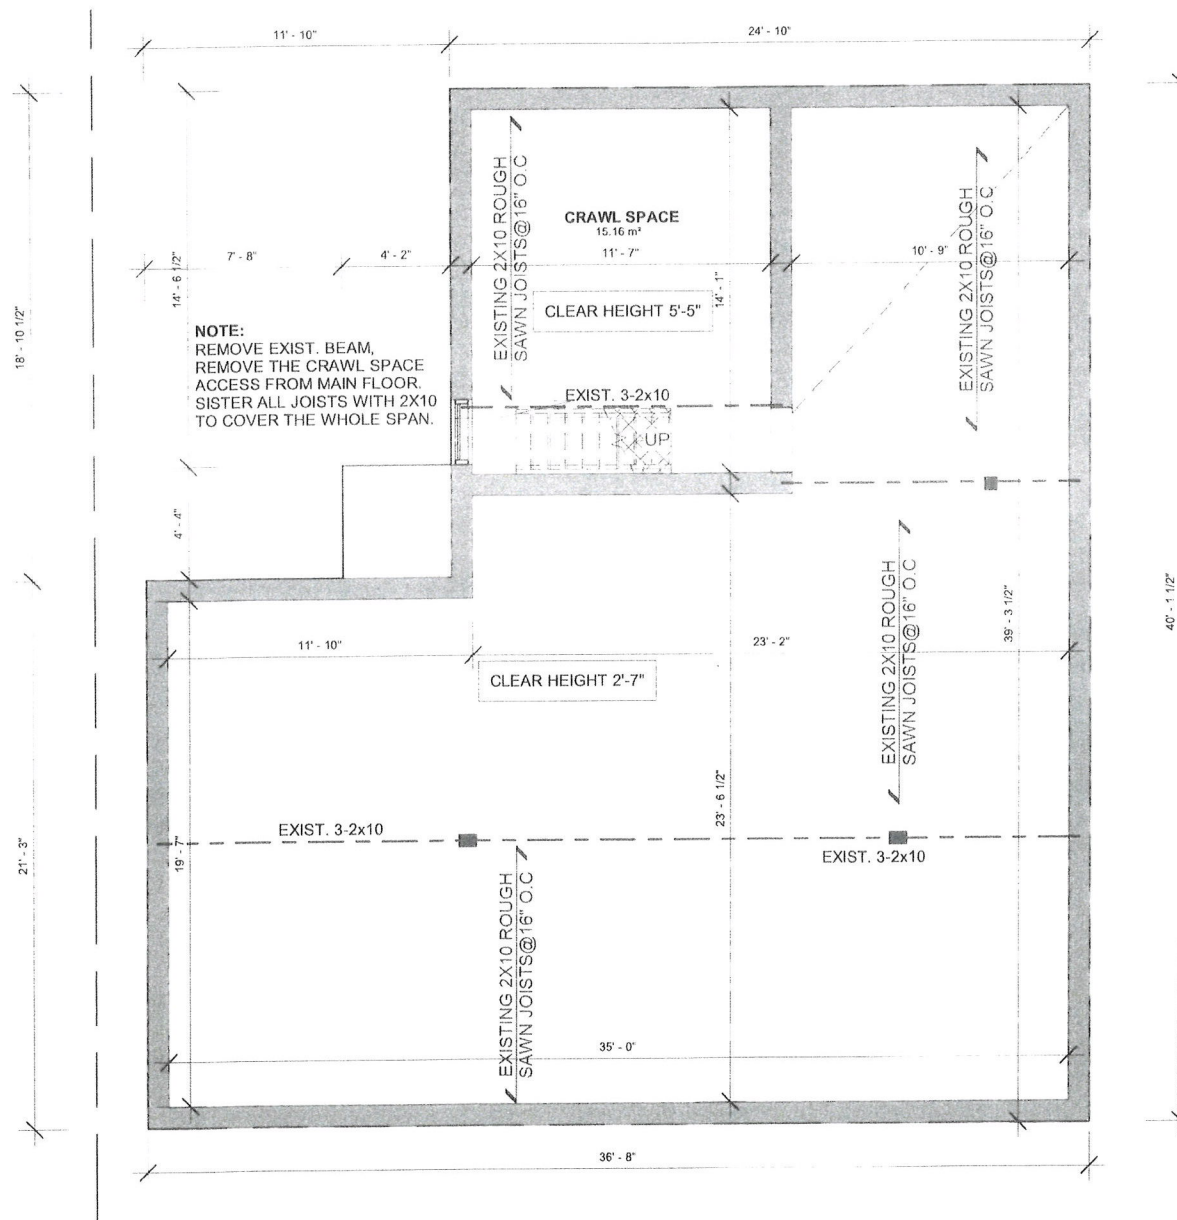 11' - 10"
24' - 10"
EXISTING 2X10 ROUGH
SAWN JOISTS@16" O.C
CRAWL SPACE
15.16 m²
7' - 8"
4' - 2"
11' - 7"
10' - 9"
14' - 6 1/2"
14' - 1"
18' - 10 1/2"
CLEAR HEIGHT 5'-5"
EXISTING 2X10 ROUGH
SAWN JOISTS@16" O.C
NOTE:
REMOVE EXIST. BEAM,
REMOVE THE CRAWL SPACE
ACCESS FROM MAIN FLOOR.
SISTER ALL JOISTS WITH 2X10
TO COVER THE WHOLE SPAN.
EXIST. 3-2x10
UP
4' - 4"
39' - 3 1/2"
40' - 1 1/2"
11' - 10"
23' - 2"
CLEAR HEIGHT 2'-7"
EXISTING 2X10 ROUGH
SAWN JOISTS@16" O.C
23' - 6 1/2"
EXIST. 3-2x10
EXIST. 3-2x10
19' - 7"
21' - 3"
EXISTING 2X10 ROUGH
SAWN JOISTS@16" O.C
35' - 0"
36' - 8"